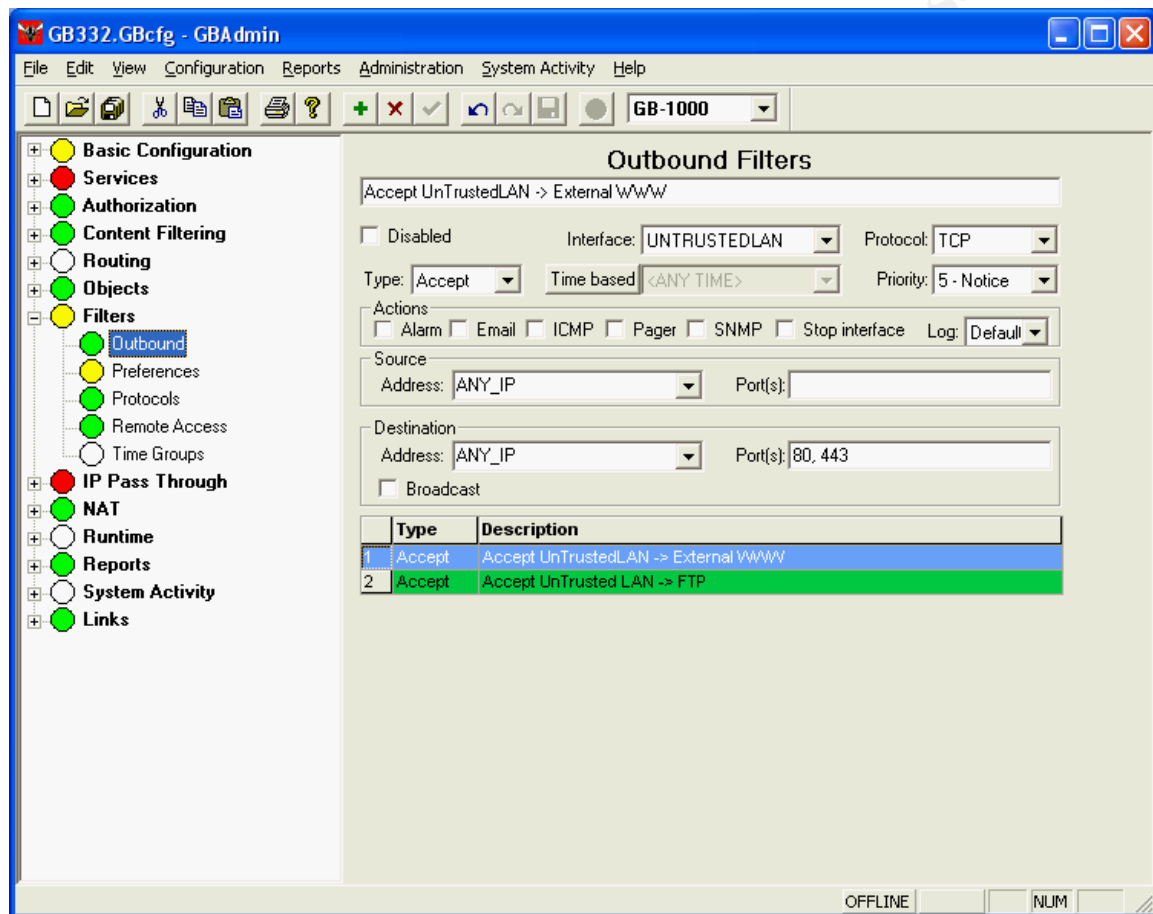 GB332.GBcfg - GBAdmin
File Edit View Configuration Reports Administration System Activity Help
GB-1000
Basic Configuration
Services
Authorization
Content Filtering
Routing
Objects
Filters
Outbound
Preferences
Protocols
Remote Access
Time Groups
IP Pass Through
NAT
Runtime
Reports
System Activity
Links
Outbound Filters
Accept UnTrustedLAN -> External WWW
Disabled Interface: UNTRUSTEDLAN Protocol: TCP
Type: Accept Time based <ANY TIME> Priority: 5 - Notice
Actions
Alarm Email ICMP Pager SNMP Stop interface Log: Default
Source
Address: ANY_IP Port(s):
Destination
Address: ANY_IP Port(s): 80, 443
Broadcast
Type Description
1 Accept Accept UnTrustedLAN -> External WWW
2 Accept Accept UnTrusted LAN -> FTP
OFFLINE NUM